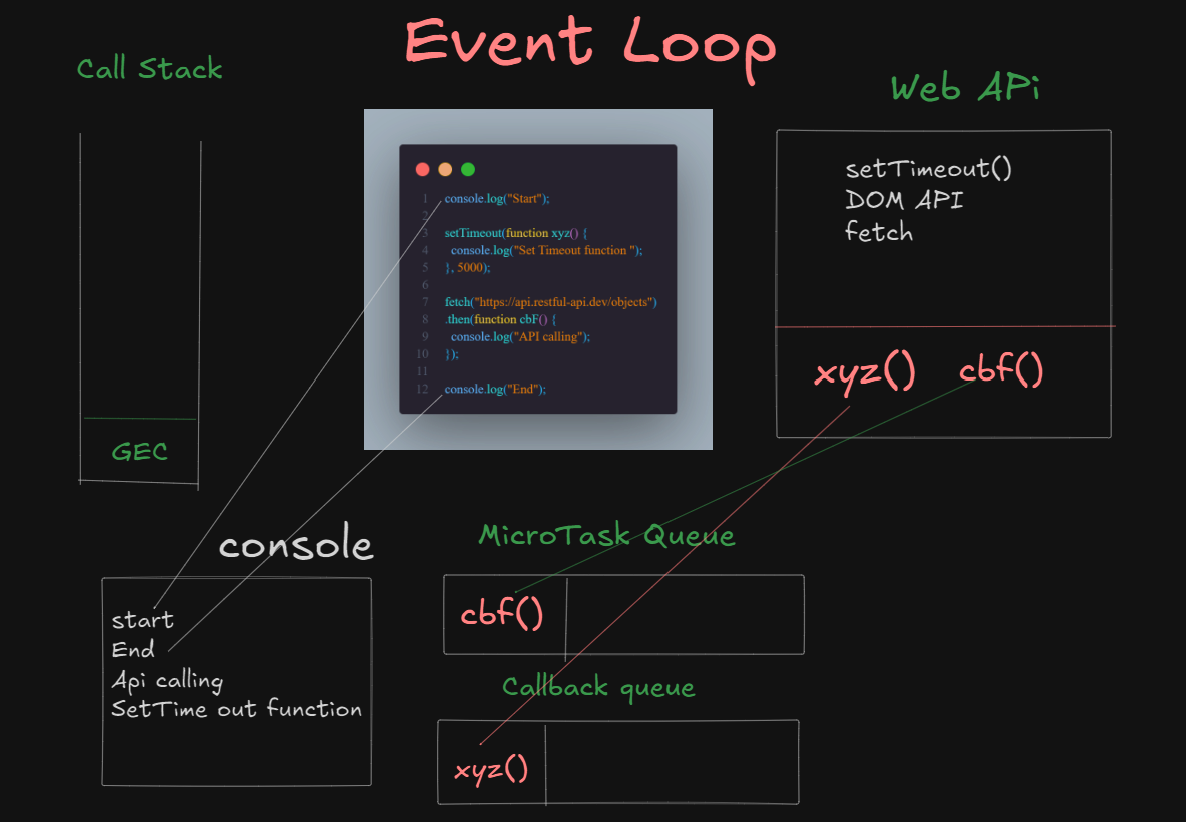 Event Loop
Call Stack
Web APi
1 console.log("Start");
2
3 setTimeout(function xyz() {
4 console.log("Set Timeout function ");
5 }, 5000);
6
7 fetch("https://api.restful-api.dev/objects")
8 .then(function cbF() {
9 console.log("API calling");
10 });
11
12 console.log("End");
setTimeout()
DOM API
fetch
xyz() cbf()
GEC
console
start
End
Api calling
SetTime out function
MicroTask Queue
cbf()
Callback queue
xyz()